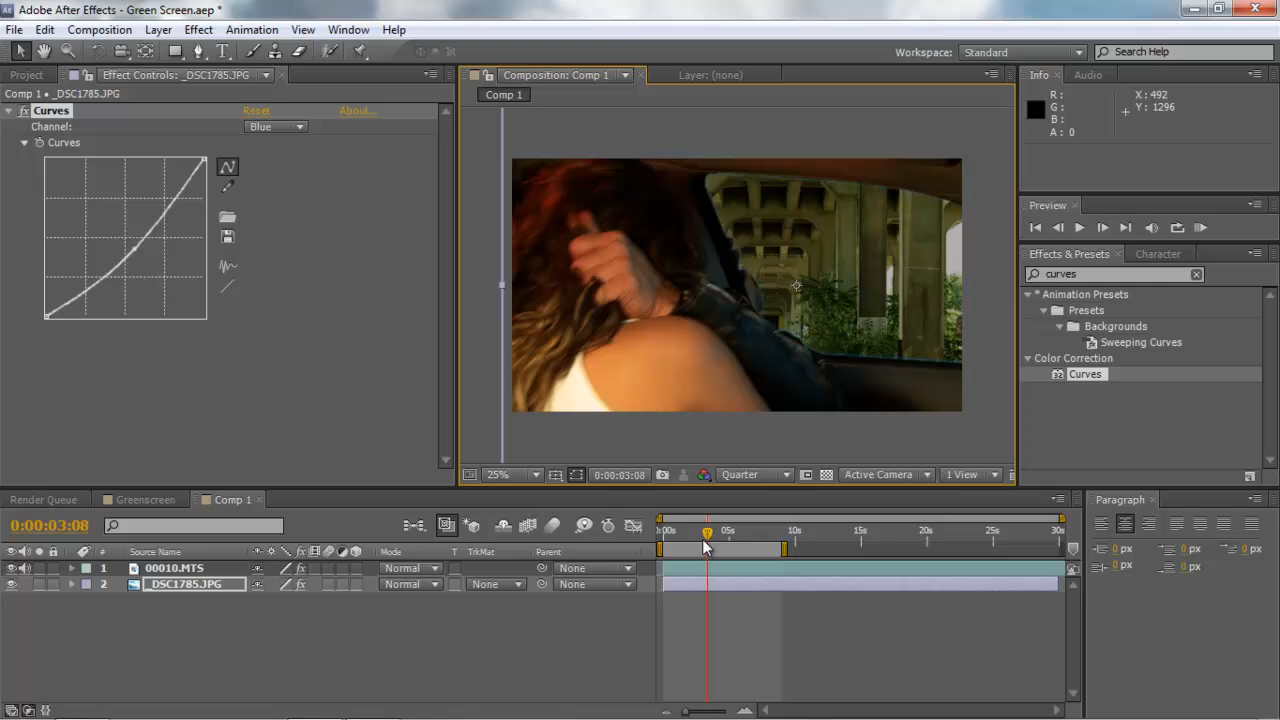 Adobe After Effects - Green Screen.aep *
File Edit Composition Layer Effect Animation View Window Help
Workspace: Standard Search Help
Project Effect Controls: _DSC1785.JPG Composition: Comp 1 Layer: (none) Info Audio
Comp 1 • _DSC1785.JPG Comp 1
R: X: 492
G: Y: 1296
B:
A: 0
Curves Reset About...
Channel: Blue
Curves
Preview
Effects & Presets Character
curves
* Animation Presets
Presets
Backgrounds
Sweeping Curves
Color Correction
32 Curves
25% 0:00:03:08 Quarter Active Camera 1 View
Render Queue Greenscreen Comp 1 Paragraph
0:00:03:08
:00s 05s 10s 15s 20s 25s 30s
# Source Name Mode T TrkMat Parent
1 00010.MTS Normal None
2 _DSC1785.JPG Normal None None
0 px 0 px 0 px
0 px 0 px